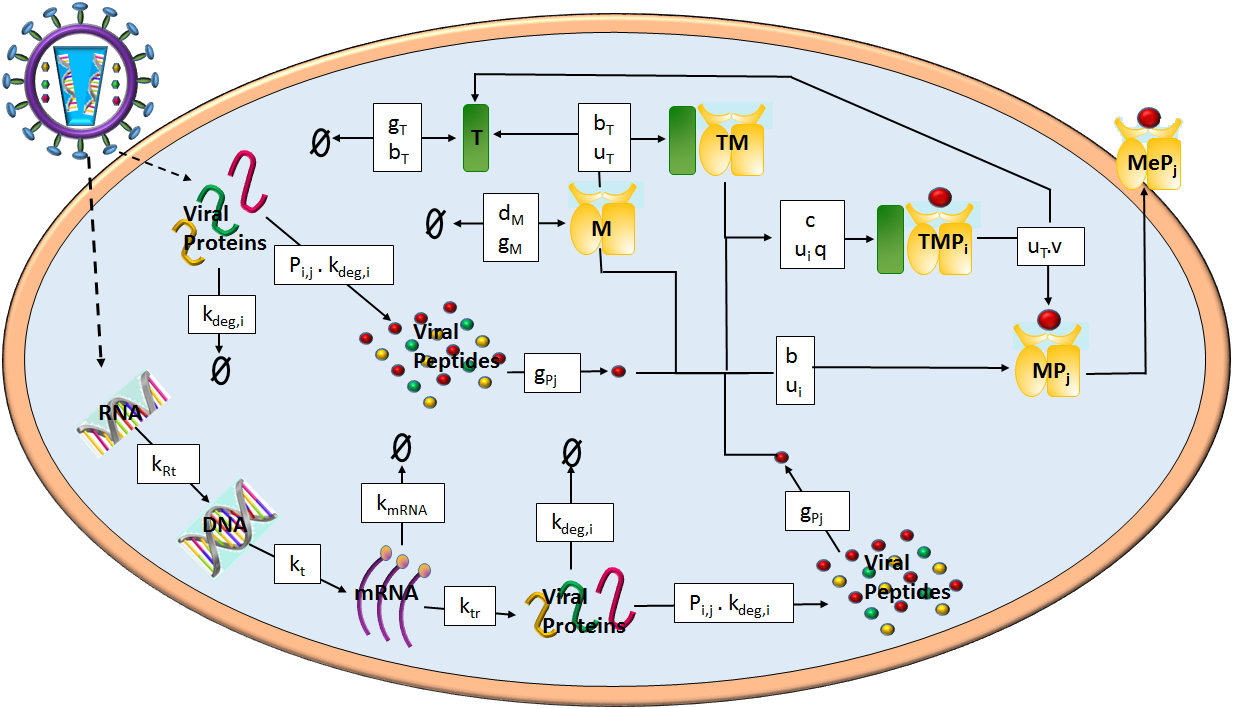 g_T
b_T
Ø
T
b_T
u_T
TM
MeP_j
Viral
Proteins
Ø
d_M
g_M
M
c
u_i q
TMP_i
u_T.v
P_i,j . k_deg,i
k_deg,i
Ø
Viral
Peptides
g_Pj
b
u_i
MP_j
RNA
k_Rt
Ø
Ø
DNA
k_mRNA
k_deg,i
g_Pj
k_t
mRNA
k_tr
Viral
Proteins
P_i,j . k_deg,i
Viral
Peptides